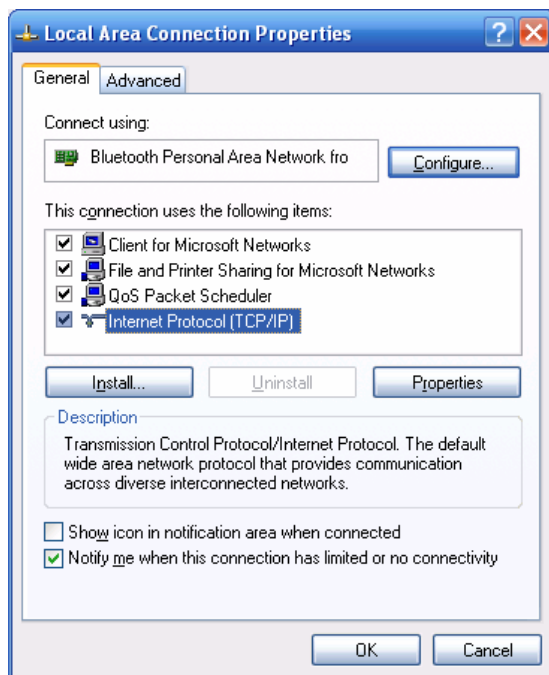 Local Area Connection Properties
General
Advanced
Connect using:
Bluetooth Personal Area Network fro
Configure...
This connection uses the following items:
Client for Microsoft Networks
File and Printer Sharing for Microsoft Networks
QoS Packet Scheduler
Internet Protocol (TCP/IP)
Install...
Uninstall
Properties
Description
Transmission Control Protocol/Internet Protocol. The default
wide area network protocol that provides communication
across diverse interconnected networks.
Show icon in notification area when connected
Notify me when this connection has limited or no connectivity
OK
Cancel